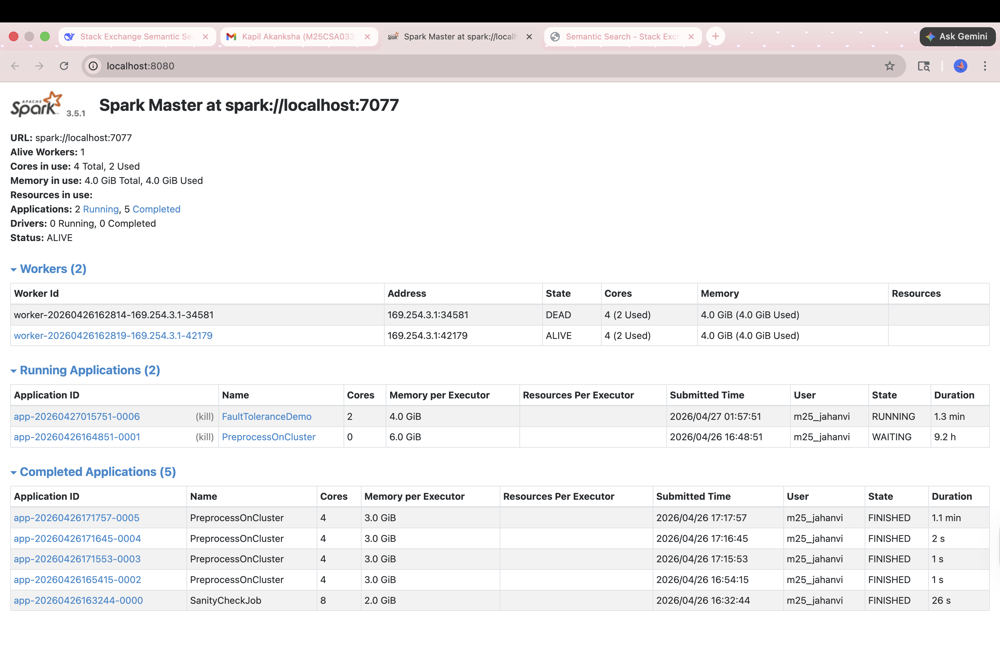 Stack Exchange Semantic Se
Kapil Akanksha (M25CSA033
Spark Master at spark://localh
Semantic Search - Stack Excl
Ask Gemini
localhost:8080
APACHE Spark 3.5.1 Spark Master at spark://localhost:7077
URL: spark://localhost:7077
Alive Workers: 1
Cores in use: 4 Total, 2 Used
Memory in use: 4.0 GiB Total, 4.0 GiB Used
Resources in use:
Applications: 2 Running, 5 Completed
Drivers: 0 Running, 0 Completed
Status: ALIVE
Workers (2)
Worker Id Address State Cores Memory Resources
worker-20260426162814-169.254.3.1-34581 169.254.3.1:34581 DEAD 4 (2 Used) 4.0 GiB (4.0 GiB Used)
worker-20260426162819-169.254.3.1-42179 169.254.3.1:42179 ALIVE 4 (2 Used) 4.0 GiB (4.0 GiB Used)
Running Applications (2)
Application ID Name Cores Memory per Executor Resources Per Executor Submitted Time User State Duration
app-20260427015751-0006 (kill) FaultToleranceDemo 2 4.0 GiB 2026/04/27 01:57:51 m25_jahanvi RUNNING 1.3 min
app-20260426164851-0001 (kill) PreprocessOnCluster 0 6.0 GiB 2026/04/26 16:48:51 m25_jahanvi WAITING 9.2 h
Completed Applications (5)
Application ID Name Cores Memory per Executor Resources Per Executor Submitted Time User State Duration
app-20260426171757-0005 PreprocessOnCluster 4 3.0 GiB 2026/04/26 17:17:57 m25_jahanvi FINISHED 1.1 min
app-20260426171645-0004 PreprocessOnCluster 4 3.0 GiB 2026/04/26 17:16:45 m25_jahanvi FINISHED 2 s
app-20260426171553-0003 PreprocessOnCluster 4 3.0 GiB 2026/04/26 17:15:53 m25_jahanvi FINISHED 1 s
app-20260426165415-0002 PreprocessOnCluster 4 3.0 GiB 2026/04/26 16:54:15 m25_jahanvi FINISHED 1 s
app-20260426163244-0000 SanityCheckJob 8 2.0 GiB 2026/04/26 16:32:44 m25_jahanvi FINISHED 26 s